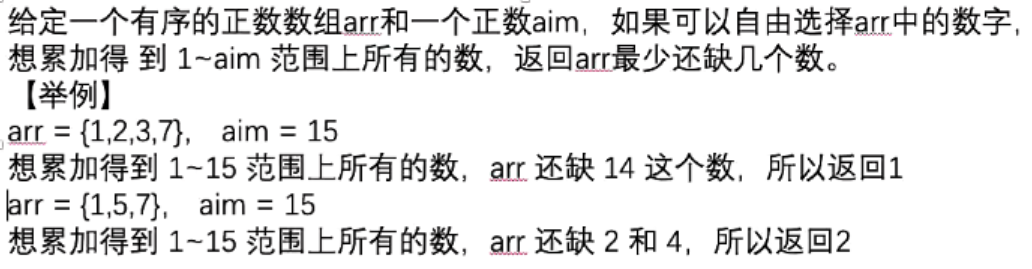 给定一个有序的正数数组arr和一个正数aim，如果可以自由选择arr中的数字，
想累加得 到 1~aim 范围上所有的数，返回arr最少还缺几个数。
【举例】
arr = {1,2,3,7}， aim = 15
想累加得到 1~15 范围上所有的数，arr 还缺 14 这个数，所以返回1
arr = {1,5,7}， aim = 15
想累加得到 1~15 范围上所有的数，arr 还缺 2 和 4，所以返回2